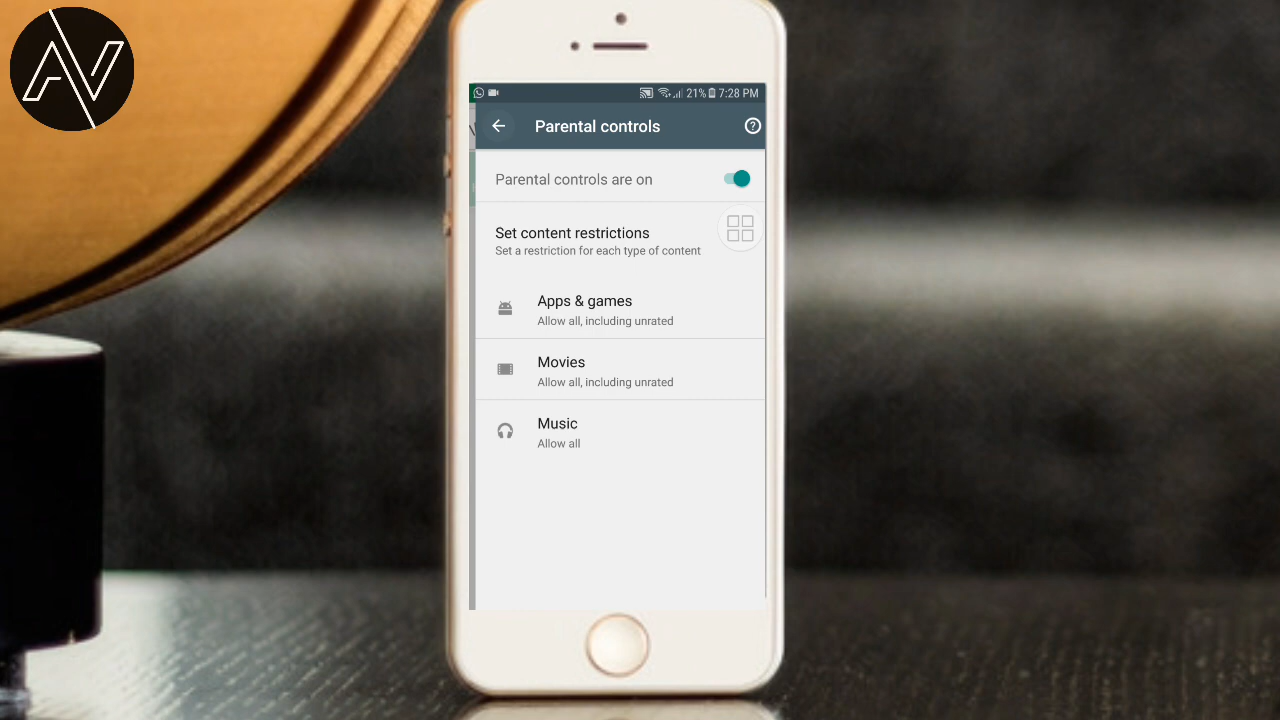 AV
21% 7:28 PM
Parental controls
Parental controls are on
Set content restrictions
Set a restriction for each type of content
Apps & games
Allow all, including unrated
Movies
Allow all, including unrated
Music
Allow all